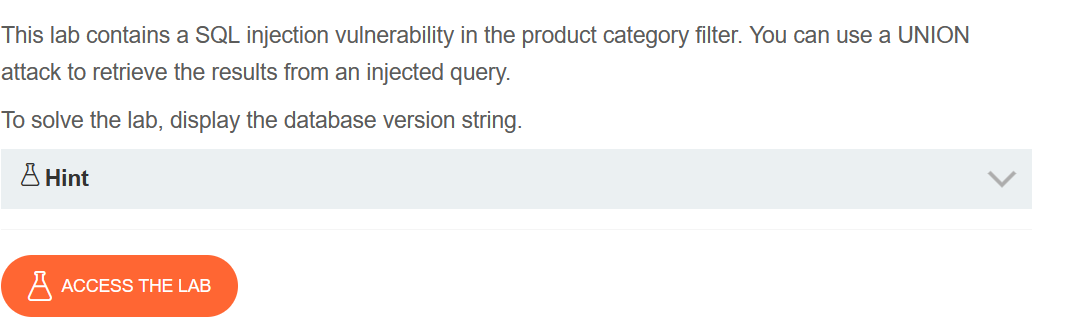 This lab contains a SQL injection vulnerability in the product category filter. You can use a UNION
attack to retrieve the results from an injected query.
To solve the lab, display the database version string.
Hint
ACCESS THE LAB